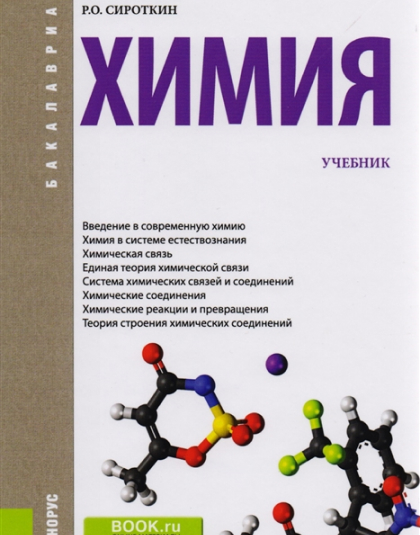 Р.О. СИРОТКИН
ХИМИЯ
УЧЕБНИК
БАКАЛАВРИА
Введение в современную химию
Химия в системе естествознания
Химическая связь
Единая теория химической связи
Система химических связей и соединений
Химические соединения
Химические реакции и превращения
Теория строения химических соединений
НОРУС
BOOK.ru